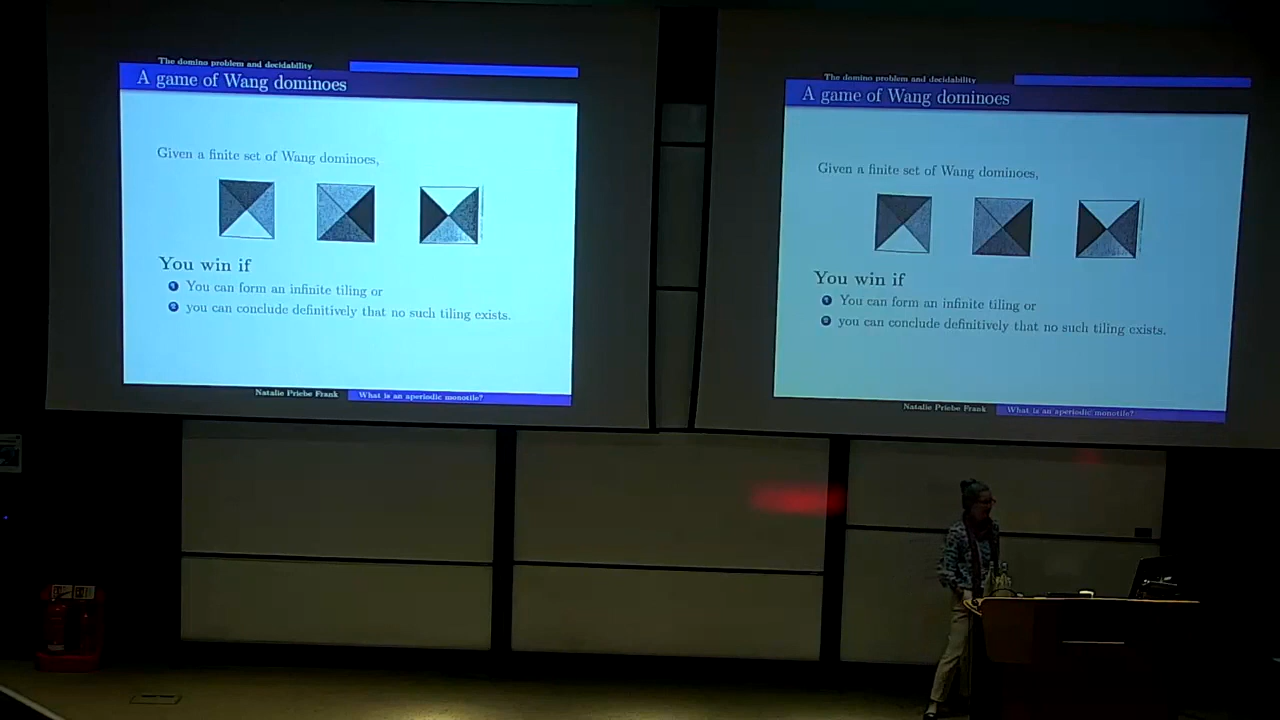 The domino problem and decidability
A game of Wang dominoes
Given a finite set of Wang dominoes,
You win if
1 You can form an infinite tiling or
2 you can conclude definitively that no such tiling exists.
Natalie Priebe Frank What is an aperiodic monotile?
The domino problem and decidability
A game of Wang dominoes
Given a finite set of Wang dominoes,
You win if
1 You can form an infinite tiling or
2 you can conclude definitively that no such tiling exists.
Natalie Priebe Frank What is an aperiodic monotile?